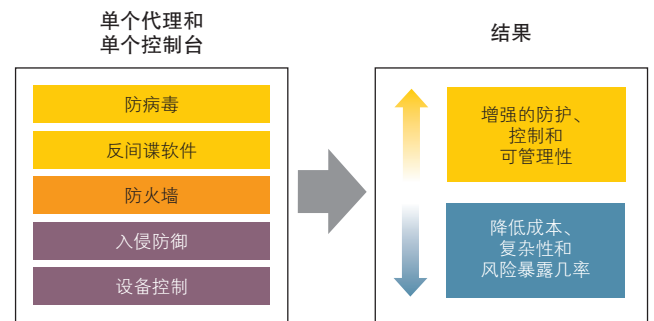 单个代理和
单个控制台
防病毒
反间谍软件
防火墙
入侵防御
设备控制
结果
增强的防护、
控制和
可管理性
降低成本、
复杂性和
风险暴露几率